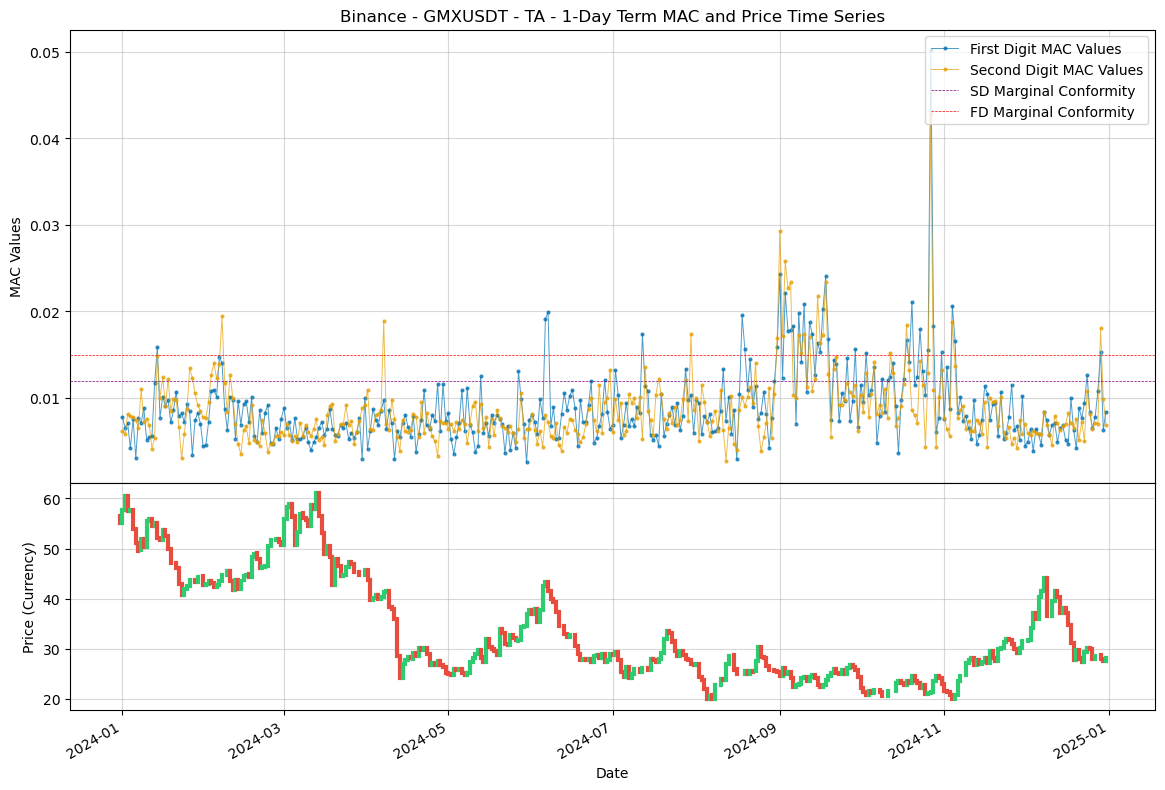 Binance - GMXUSDT - TA - 1-Day Term MAC and Price Time Series
First Digit MAC Values
Second Digit MAC Values
SD Marginal Conformity
FD Marginal Conformity
MAC Values
0.05
0.04
0.03
0.02
0.01
Price (Currency)
60
50
40
30
20
2024-01
2024-03
2024-05
2024-07
2024-09
2024-11
2025-01
Date